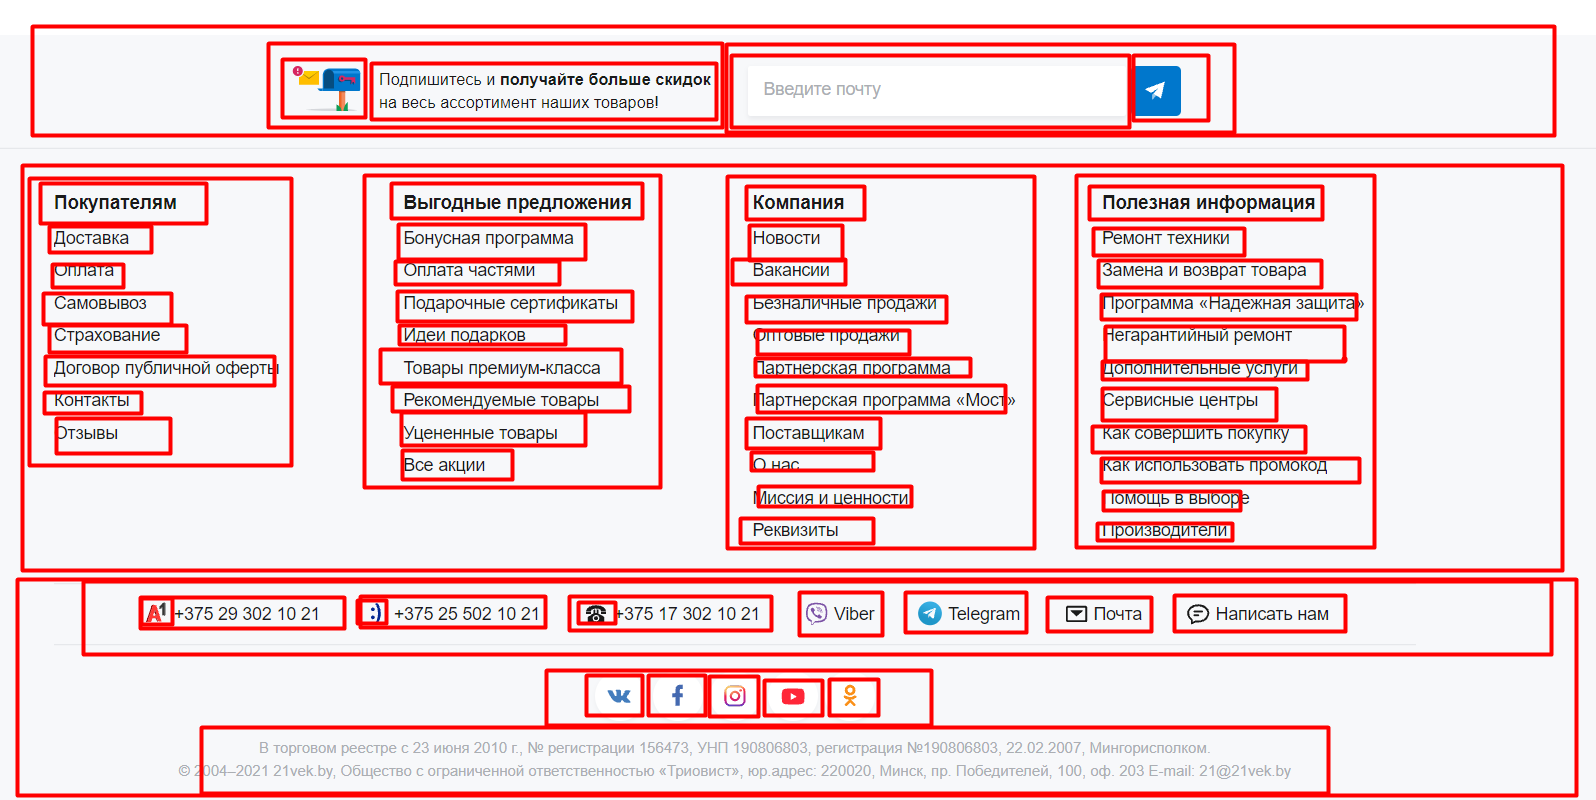 Подпишитесь и получайте больше скидок
на весь ассортимент наших товаров!
Введите почту
Покупателям
Доставка
Оплата
Самовывоз
Страхование
Договор публичной оферты
Контакты
Отзывы
Выгодные предложения
Бонусная программа
Оплата частями
Подарочные сертификаты
Идеи подарков
Товары премиум-класса
Рекомендуемые товары
Уцененные товары
Все акции
Компания
Новости
Вакансии
Безналичные продажи
Оптовые продажи
Партнерская программа
Партнерская программа «Мост»
Поставщикам
О нас
Миссия и ценности
Реквизиты
Полезная информация
Ремонт техники
Замена и возврат товара
Программа «Надежная защита»
Негарантийный ремонт
Дополнительные услуги
Сервисные центры
Как совершить покупку
Как использовать промокод
Помощь в выборе
Производители
A1 +375 29 302 10 21 :) +375 25 502 10 21 +375 17 302 10 21 Viber Telegram Почта Написать нам
В торговом реестре с 23 июня 2010 г., № регистрации 156473, УНП 190806803, регистрация №190806803, 22.02.2007, Мингорисполком.
© 2004–2021 21vek.by, Общество с ограниченной ответственностью «Триовист», юр.адрес: 220020, Минск, пр. Победителей, 100, оф. 203 E-mail: 21@21vek.by